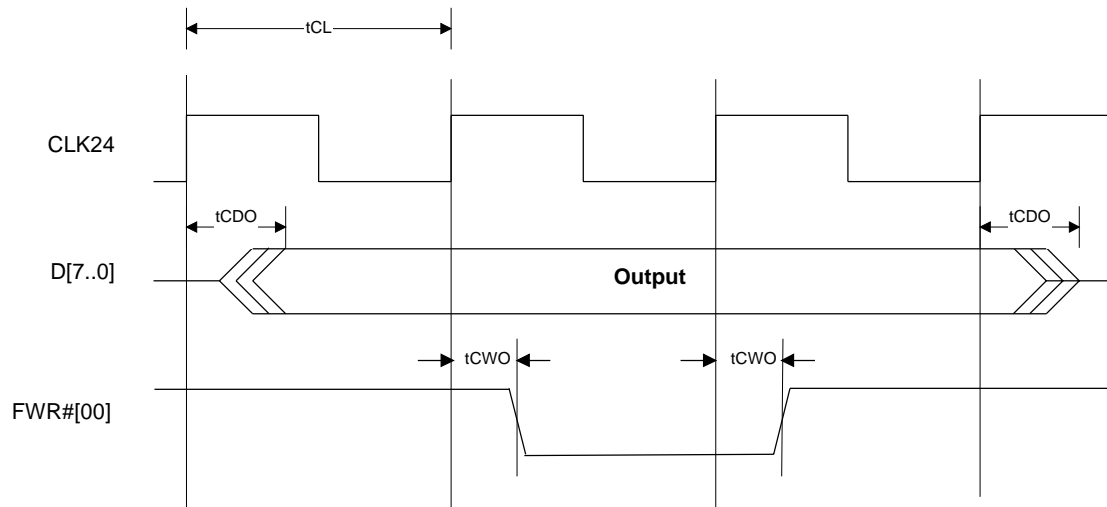 tCL
CLK24
tCDO
tCDO
D[7..0]
Output
tCWO
tCWO
FWR#[00]